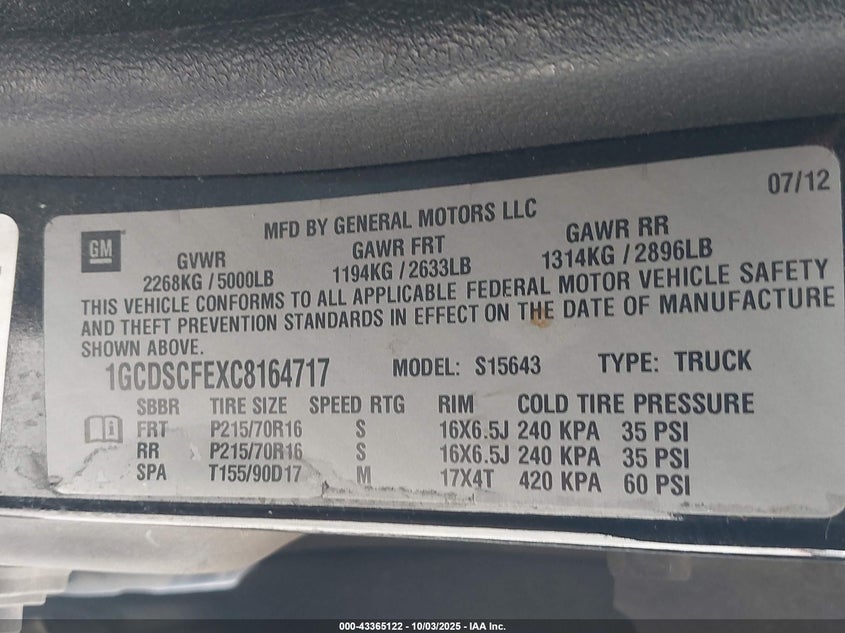 07/12
MFD BY GENERAL MOTORS LLC
GM
GVWR GAWR FRT GAWR RR
2268KG / 5000LB 1194KG / 2633LB 1314KG / 2896LB
THIS VEHICLE CONFORMS TO ALL APPLICABLE FEDERAL MOTOR VEHICLE SAFETY
AND THEFT PREVENTION STANDARDS IN EFFECT ON THE DATE OF MANUFACTURE
SHOWN ABOVE.
1GCDSCFEXC8164717 MODEL: S15643 TYPE: TRUCK
SBBR TIRE SIZE SPEED RTG RIM COLD TIRE PRESSURE
FRT P215/70R16 S 16X6.5J 240 KPA 35 PSI
RR P215/70R16 S 16X6.5J 240 KPA 35 PSI
SPA T155/90D17 M 17X4T 420 KPA 60 PSI
000-43365122 - 10/03/2025 - IAA Inc.